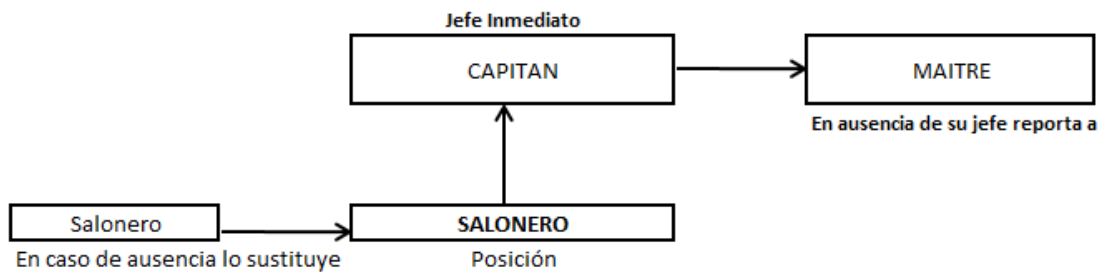 Jefe Inmediato
CAPITAN
MAITRE
En ausencia de su jefe reporta a
Salonero
SALONERO
En caso de ausencia lo sustituye
Posición